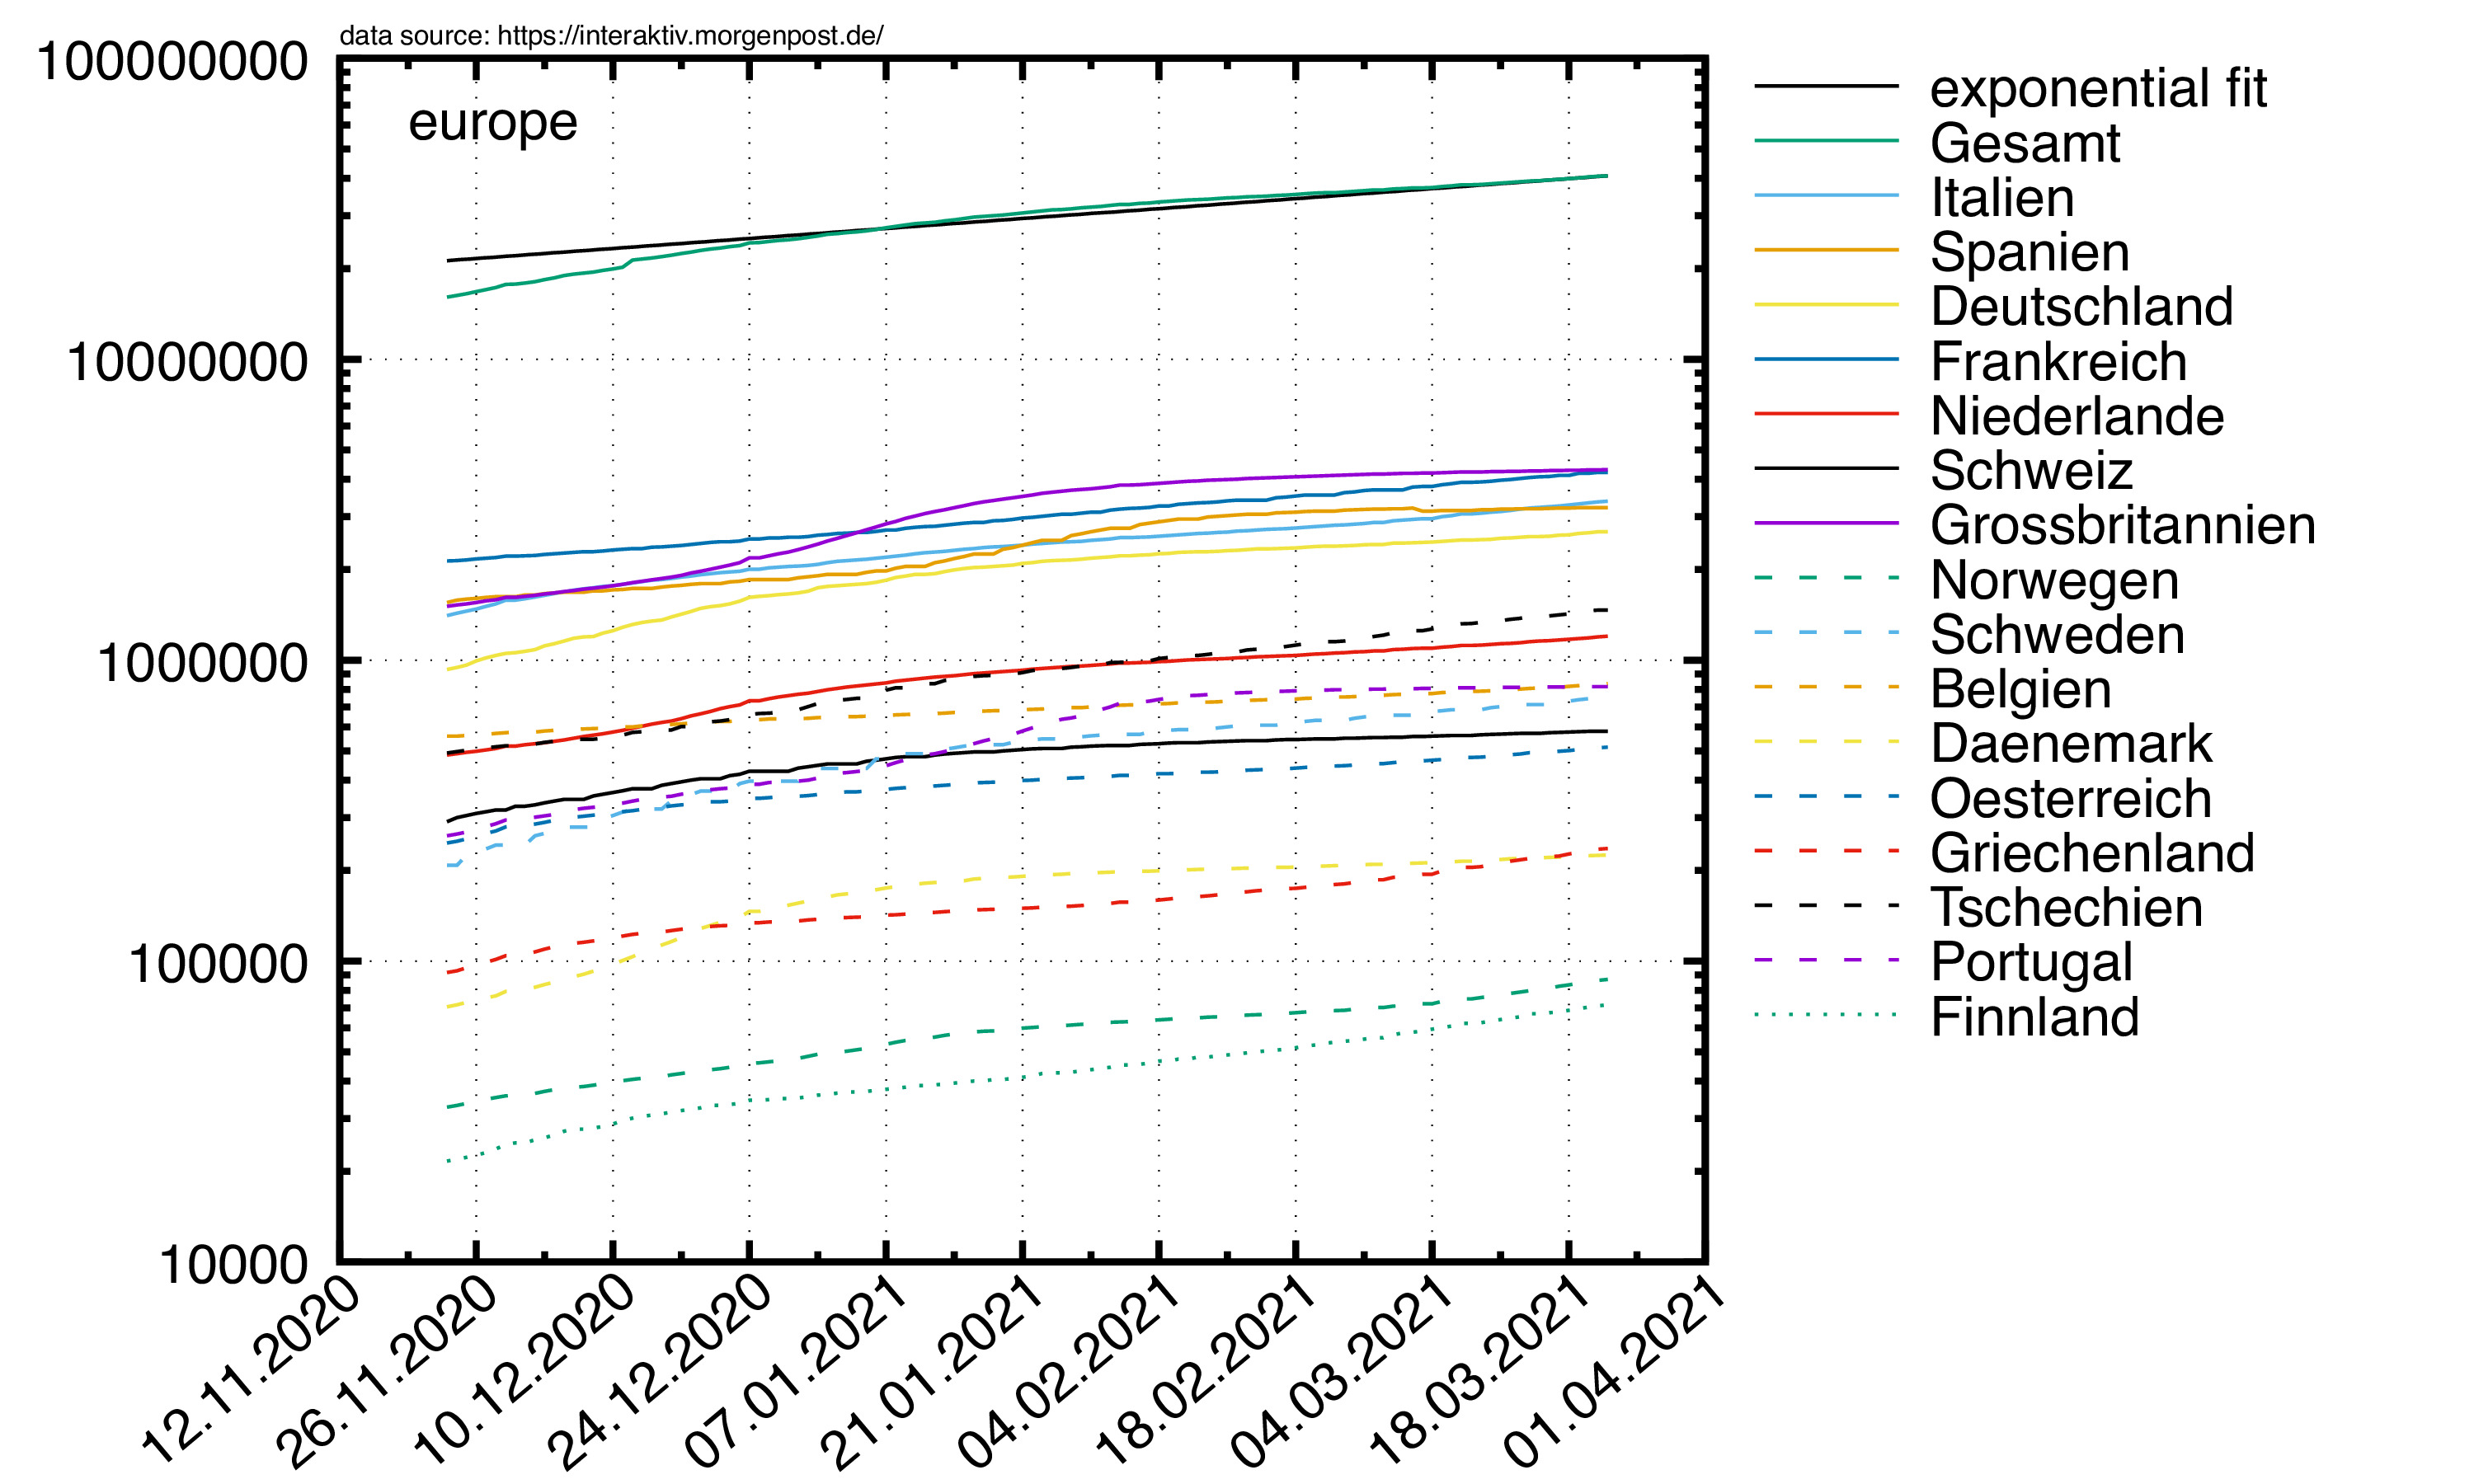 data source: https://interaktiv.morgenpost.de/
100000000
10000000
1000000
100000
10000
europe
exponential fit
Gesamt
Italien
Spanien
Deutschland
Frankreich
Niederlande
Schweiz
Grossbritannien
Norwegen
Schweden
Belgien
Daenemark
Oesterreich
Griechenland
Tschechien
Portugal
Finnland
12.11.2020
26.11.2020
10.12.2020
24.12.2020
07.01.2021
21.01.2021
04.02.2021
18.02.2021
04.03.2021
18.03.2021
01.04.2021